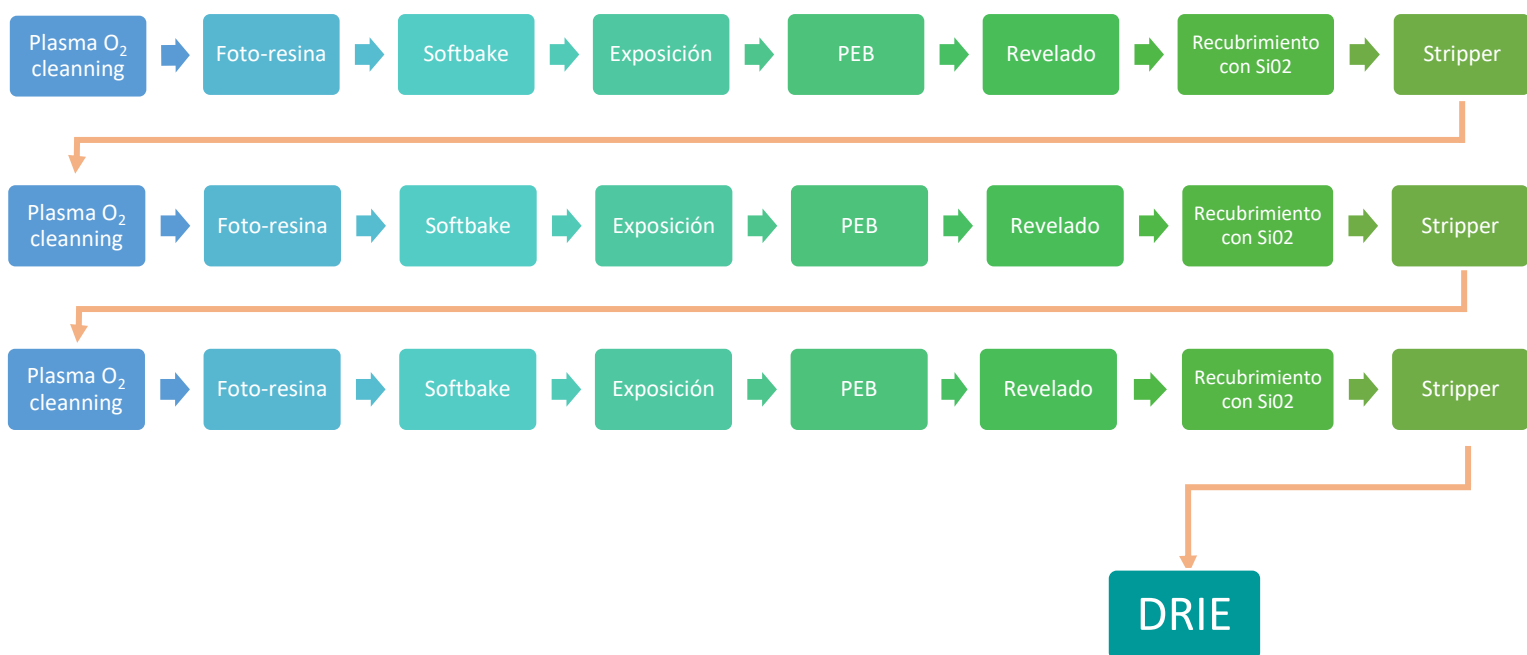 Plasma O₂
cleanning
Foto-resina
Softbake
Exposición
PEB
Revelado
Recubrimiento
con Si02
Stripper
Plasma O₂
cleanning
Foto-resina
Softbake
Exposición
PEB
Revelado
Recubrimiento
con Si02
Stripper
Plasma O₂
cleanning
Foto-resina
Softbake
Exposición
PEB
Revelado
Recubrimiento
con Si02
Stripper
DRIE